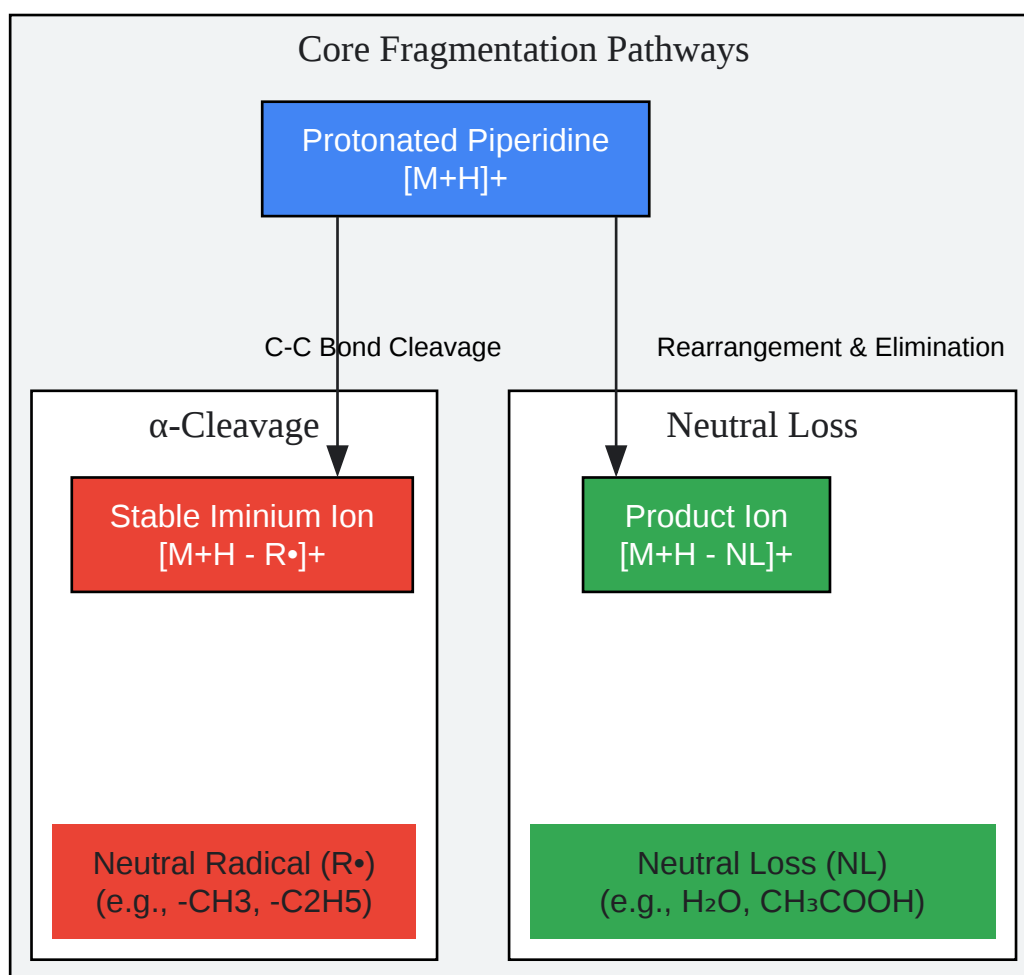 Core Fragmentation Pathways
Protonated Piperidine
[M+H]+
C-C Bond Cleavage
Rearrangement & Elimination
α-Cleavage
Stable Iminium Ion
[M+H - R•]+
Neutral Radical (R•)
(e.g., -CH3, -C2H5)
Neutral Loss
Product Ion
[M+H - NL]+
Neutral Loss (NL)
(e.g., H₂O, CH₃COOH)